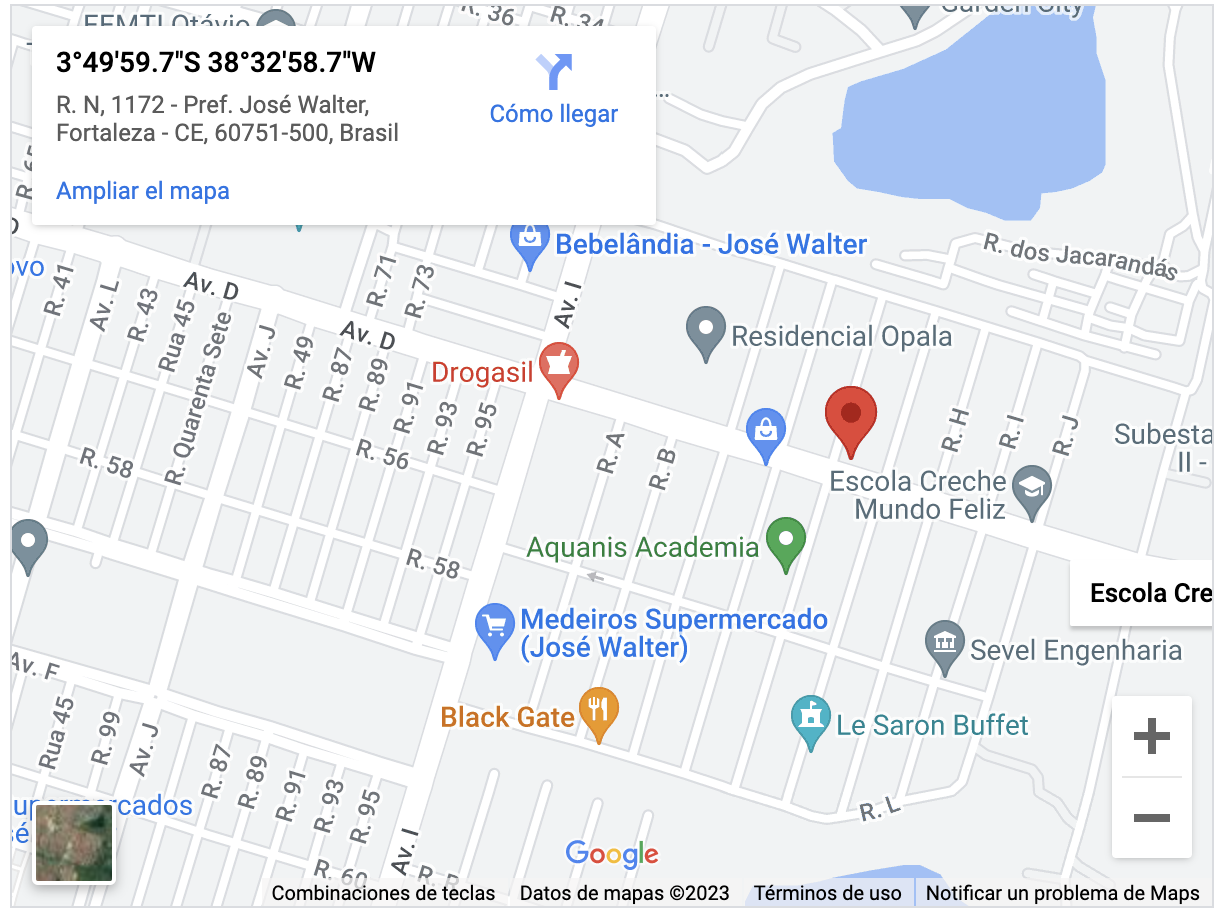 FEMTI Otávio
R. 36
R. 34
Garden City
3°49'59.7"S 38°32'58.7"W
R. N, 1172 - Pref. José Walter,
Fortaleza - CE, 60751-500, Brasil
Cómo llegar
Ampliar el mapa
R. 65
Bebelândia - José Walter
R. dos Jacarandás
ovo
R. 41
Av. L
R. 43
Rua 45
R. Quarenta Sete
Av. D
Av. J
R. 49
R. 71
R. 73
Av. I
Av. D
R. 87
R. 89
R. 91
R. 93
R. 95
Residencial Opala
Drogasil
R. 58
R. 56
R. A
R. B
R. H
R. I
R. J
Subesta
II -
Escola Creche
Mundo Feliz
Aquanis Academia
R. 58
Escola Cre
Medeiros Supermercado
(José Walter)
Sevel Engenharia
Av. F
Rua 45
R. 99
Av. J
R. 87
R. 89
R. 91
R. 93
R. 95
Black Gate
Le Saron Buffet
R. L
upermercados
sé
Av. I
R. 60
Google
Combinaciones de teclas
Datos de mapas ©2023
Términos de uso
Notificar un problema de Maps